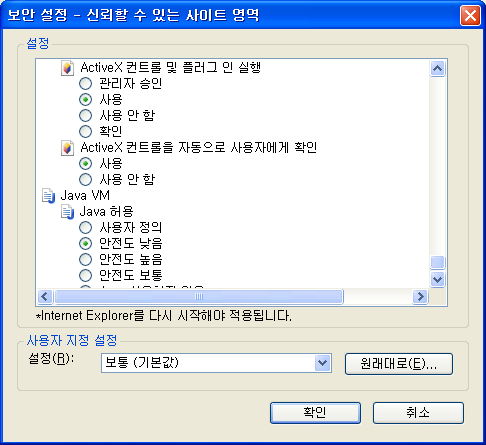 보안 설정 - 신뢰할 수 있는 사이트 영역
설정
ActiveX 컨트롤 및 플러그 인 실행
관리자 승인
사용
사용 안 함
확인
ActiveX 컨트롤을 자동으로 사용자에게 확인
사용
사용 안 함
Java VM
Java 허용
사용자 정의
안전도 낮음
안전도 높음
안전도 보통
*Internet Explorer를 다시 시작해야 적용됩니다.
사용자 지정 설정
설정(R): 보통 (기본값) 원래대로(E)...
확인 취소